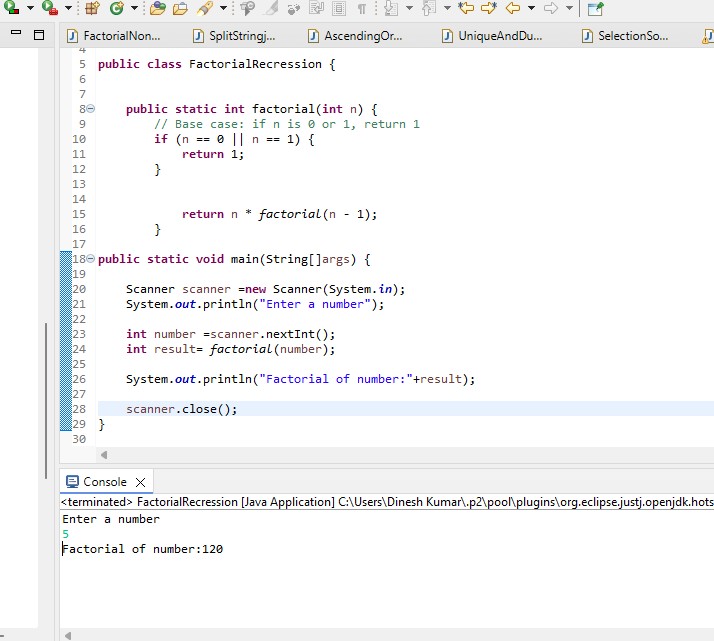 FactorialNon... SplitStringj... AscendingOr... UniqueAndDu... SelectionSo...
4
5 public class FactorialRecression {
6
7
8 public static int factorial(int n) {
9 // Base case: if n is 0 or 1, return 1
10 if (n == 0 || n == 1) {
11 return 1;
12 }
13
14
15 return n * factorial(n - 1);
16 }
17
18 public static void main(String[]args) {
19
20 Scanner scanner =new Scanner(System.in);
21 System.out.println("Enter a number");
22
23 int number =scanner.nextInt();
24 int result= factorial(number);
25
26 System.out.println("Factorial of number:"+result);
27
28 scanner.close();
29 }
30
Console
<terminated> FactorialRecression [Java Application] C:\Users\Dinesh Kumar\.p2\pool\plugins\org.eclipse.justj.openjdk.hots
Enter a number
5
Factorial of number:120